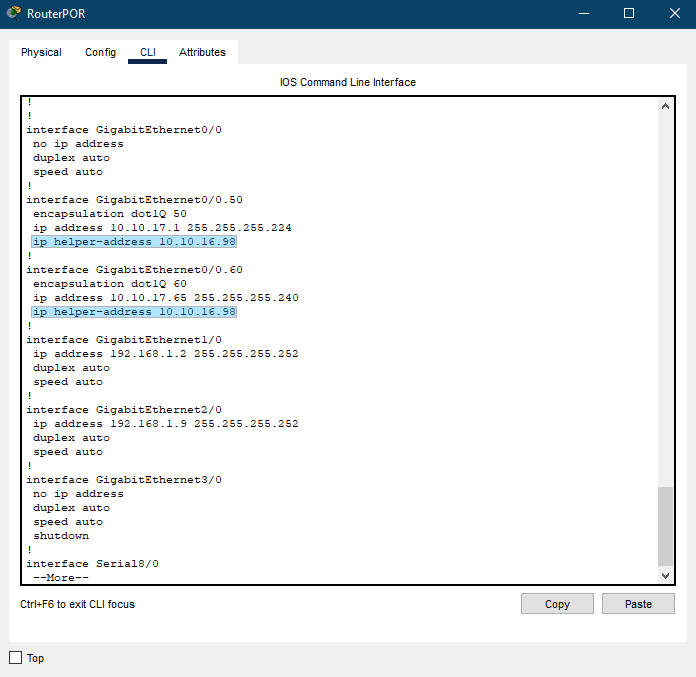 RouterPOR
Physical Config CLI Attributes
IOS Command Line Interface
!
!
interface GigabitEthernet0/0
 no ip address
 duplex auto
 speed auto
!
interface GigabitEthernet0/0.50
 encapsulation dot1Q 50
 ip address 10.10.17.1 255.255.255.224
 ip helper-address 10.10.16.98
!
interface GigabitEthernet0/0.60
 encapsulation dot1Q 60
 ip address 10.10.17.65 255.255.255.240
 ip helper-address 10.10.16.98
!
interface GigabitEthernet1/0
 ip address 192.168.1.2 255.255.255.252
 duplex auto
 speed auto
!
interface GigabitEthernet2/0
 ip address 192.168.1.9 255.255.255.252
 duplex auto
 speed auto
!
interface GigabitEthernet3/0
 no ip address
 duplex auto
 speed auto
 shutdown
!
interface Serial8/0
 --More--
Ctrl+F6 to exit CLI focus Copy Paste
Top